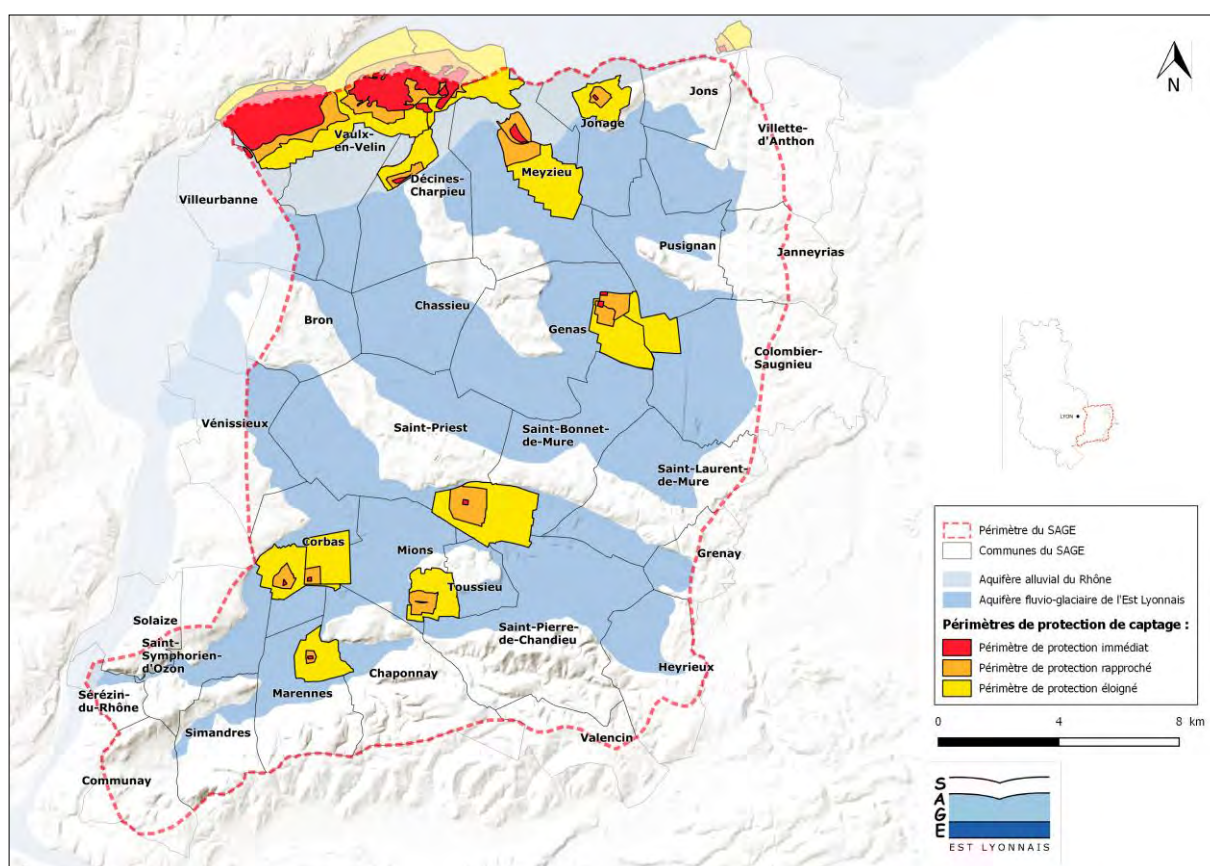 N
Jons
Jonage
Villette-
d'Anthon
Vaulx-
en-Velin
Meyzieu
Décines-
Charpieu
Villeurbanne
Pusignan
Janneyrias
Chassieu
Bron
Genas
Colombier-
Saugnieu
Vénissieux
Saint-Priest
Saint-Bonnet-
de-Mure
Saint-Laurent-
de-Mure
Corbas
Mions
Grenay
Toussieu
Solaize
Saint-
Symphorien-
d'Ozon
Saint-Pierre-
de-Chandieu
Chaponnay
Heyrieux
Sérézin-
du-Rhône
Marennes
Simandres
Valencin
Communay
LYON
Périmètre du SAGE
Communes du SAGE
Aquifère alluvial du Rhône
Aquifère fluvio-glaciaire de l'Est Lyonnais
Périmètres de protection de captage :
Périmètre de protection immédiat
Périmètre de protection rapproché
Périmètre de protection éloigné
0 4 8 km
SAGE
EST LYONNAIS